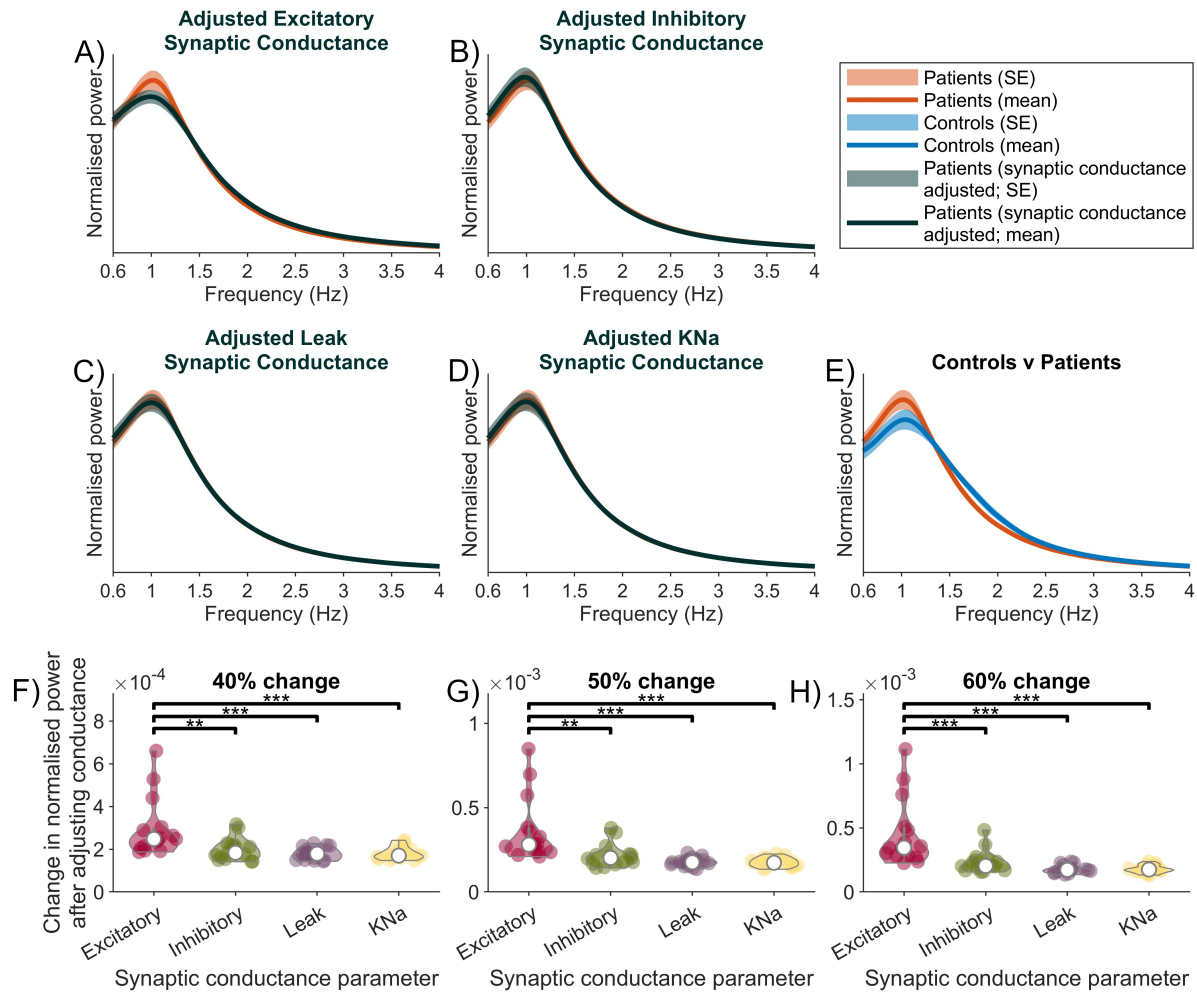 Adjusted Excitatory
Synaptic Conductance
A)
Normalised power
0.6 1 1.5 2 2.5 3 3.5 4
Frequency (Hz)
Adjusted Inhibitory
Synaptic Conductance
B)
Normalised power
0.6 1 1.5 2 2.5 3 3.5 4
Frequency (Hz)
Patients (SE)
Patients (mean)
Controls (SE)
Controls (mean)
Patients (synaptic conductance
adjusted; SE)
Patients (synaptic conductance
adjusted; mean)
Adjusted Leak
Synaptic Conductance
C)
Normalised power
0.6 1 1.5 2 2.5 3 3.5 4
Frequency (Hz)
Adjusted KNa
Synaptic Conductance
D)
Normalised power
0.6 1 1.5 2 2.5 3 3.5 4
Frequency (Hz)
Controls v Patients
E)
Normalised power
0.6 1 1.5 2 2.5 3 3.5 4
Frequency (Hz)
F)
Change in normalised power
after adjusting conductance
×10⁻⁴
40% change
***
***
**
8
6
4
2
0
Excitatory Inhibitory Leak KNa
Synaptic conductance parameter
G)
×10⁻³
50% change
***
***
**
1
0.5
0
Excitatory Inhibitory Leak KNa
Synaptic conductance parameter
H)
×10⁻³
60% change
***
***
***
1.5
1
0.5
0
Excitatory Inhibitory Leak KNa
Synaptic conductance parameter